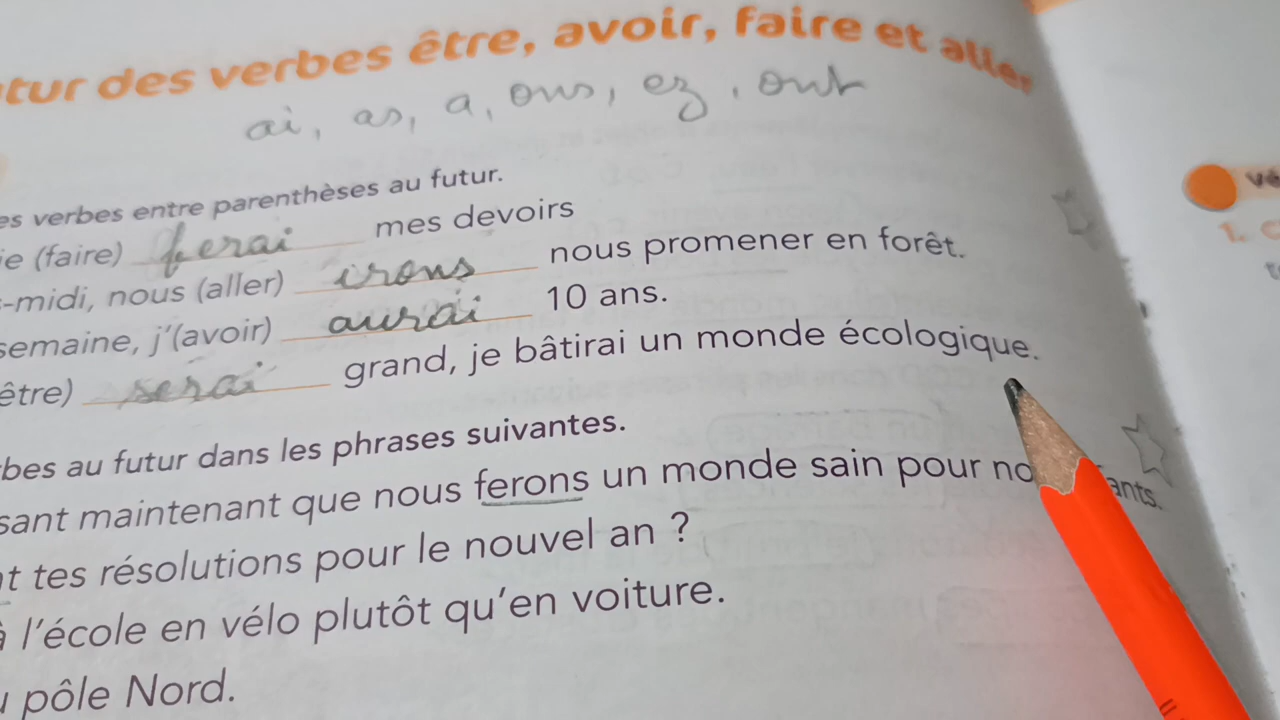 tur des verbes être, avoir, faire et aller
ai, as, a, ons, ez, ont
es verbes entre parenthèses au futur.
ie (faire) ferai mes devoirs
-midi, nous (aller) irons nous promener en forêt.
semaine, j'(avoir) aurai 10 ans.
être) serai grand, je bâtirai un monde écologique.
bes au futur dans les phrases suivantes.
sant maintenant que nous ferons un monde sain pour no ants.
t tes résolutions pour le nouvel an ?
à l'école en vélo plutôt qu'en voiture.
pôle Nord.
vé
1.